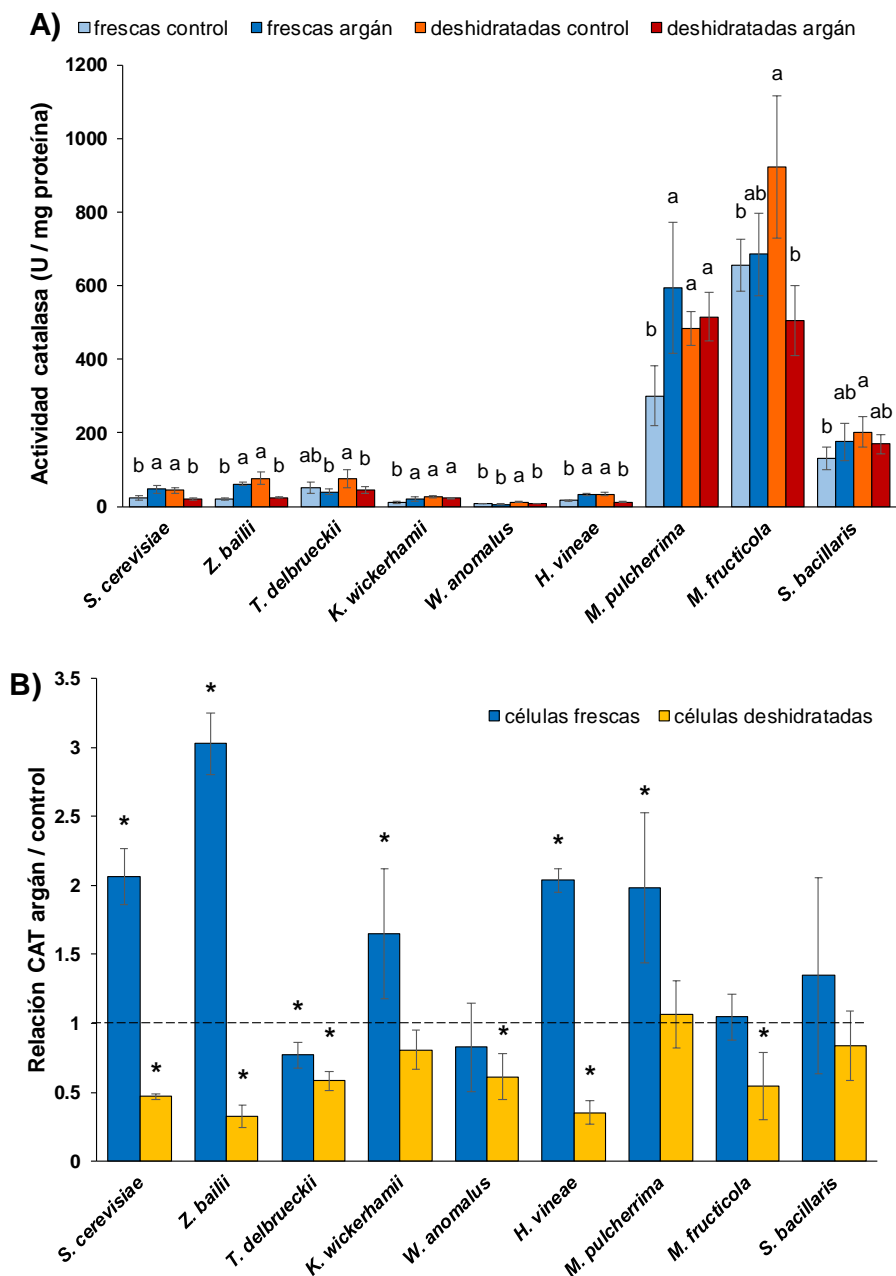 A) frescas control frescas argán deshidratadas control deshidratadas argán
Actividad catalasa (U / mg proteína)
1200
1000
800
600
400
200
0
b a a b
b a a b
ab b a b
b a a a
b b a b
b a a b
b a a a
b ab a b
b ab a ab
S. cerevisiae
Z. bailii
T. delbrueckii
K. wickerhamii
W. anomalus
H. vineae
M. pulcherrima
M. fructicola
S. bacillaris
B)
células frescas células deshidratadas
Relación CAT argán / control
3.5
3
2.5
2
1.5
1
0.5
0
* *
* *
* *
*
*
* *
*
*
S. cerevisiae
Z. bailii
T. delbrueckii
K. wickerhamii
W. anomalus
H. vineae
M. pulcherrima
M. fructicola
S. bacillaris